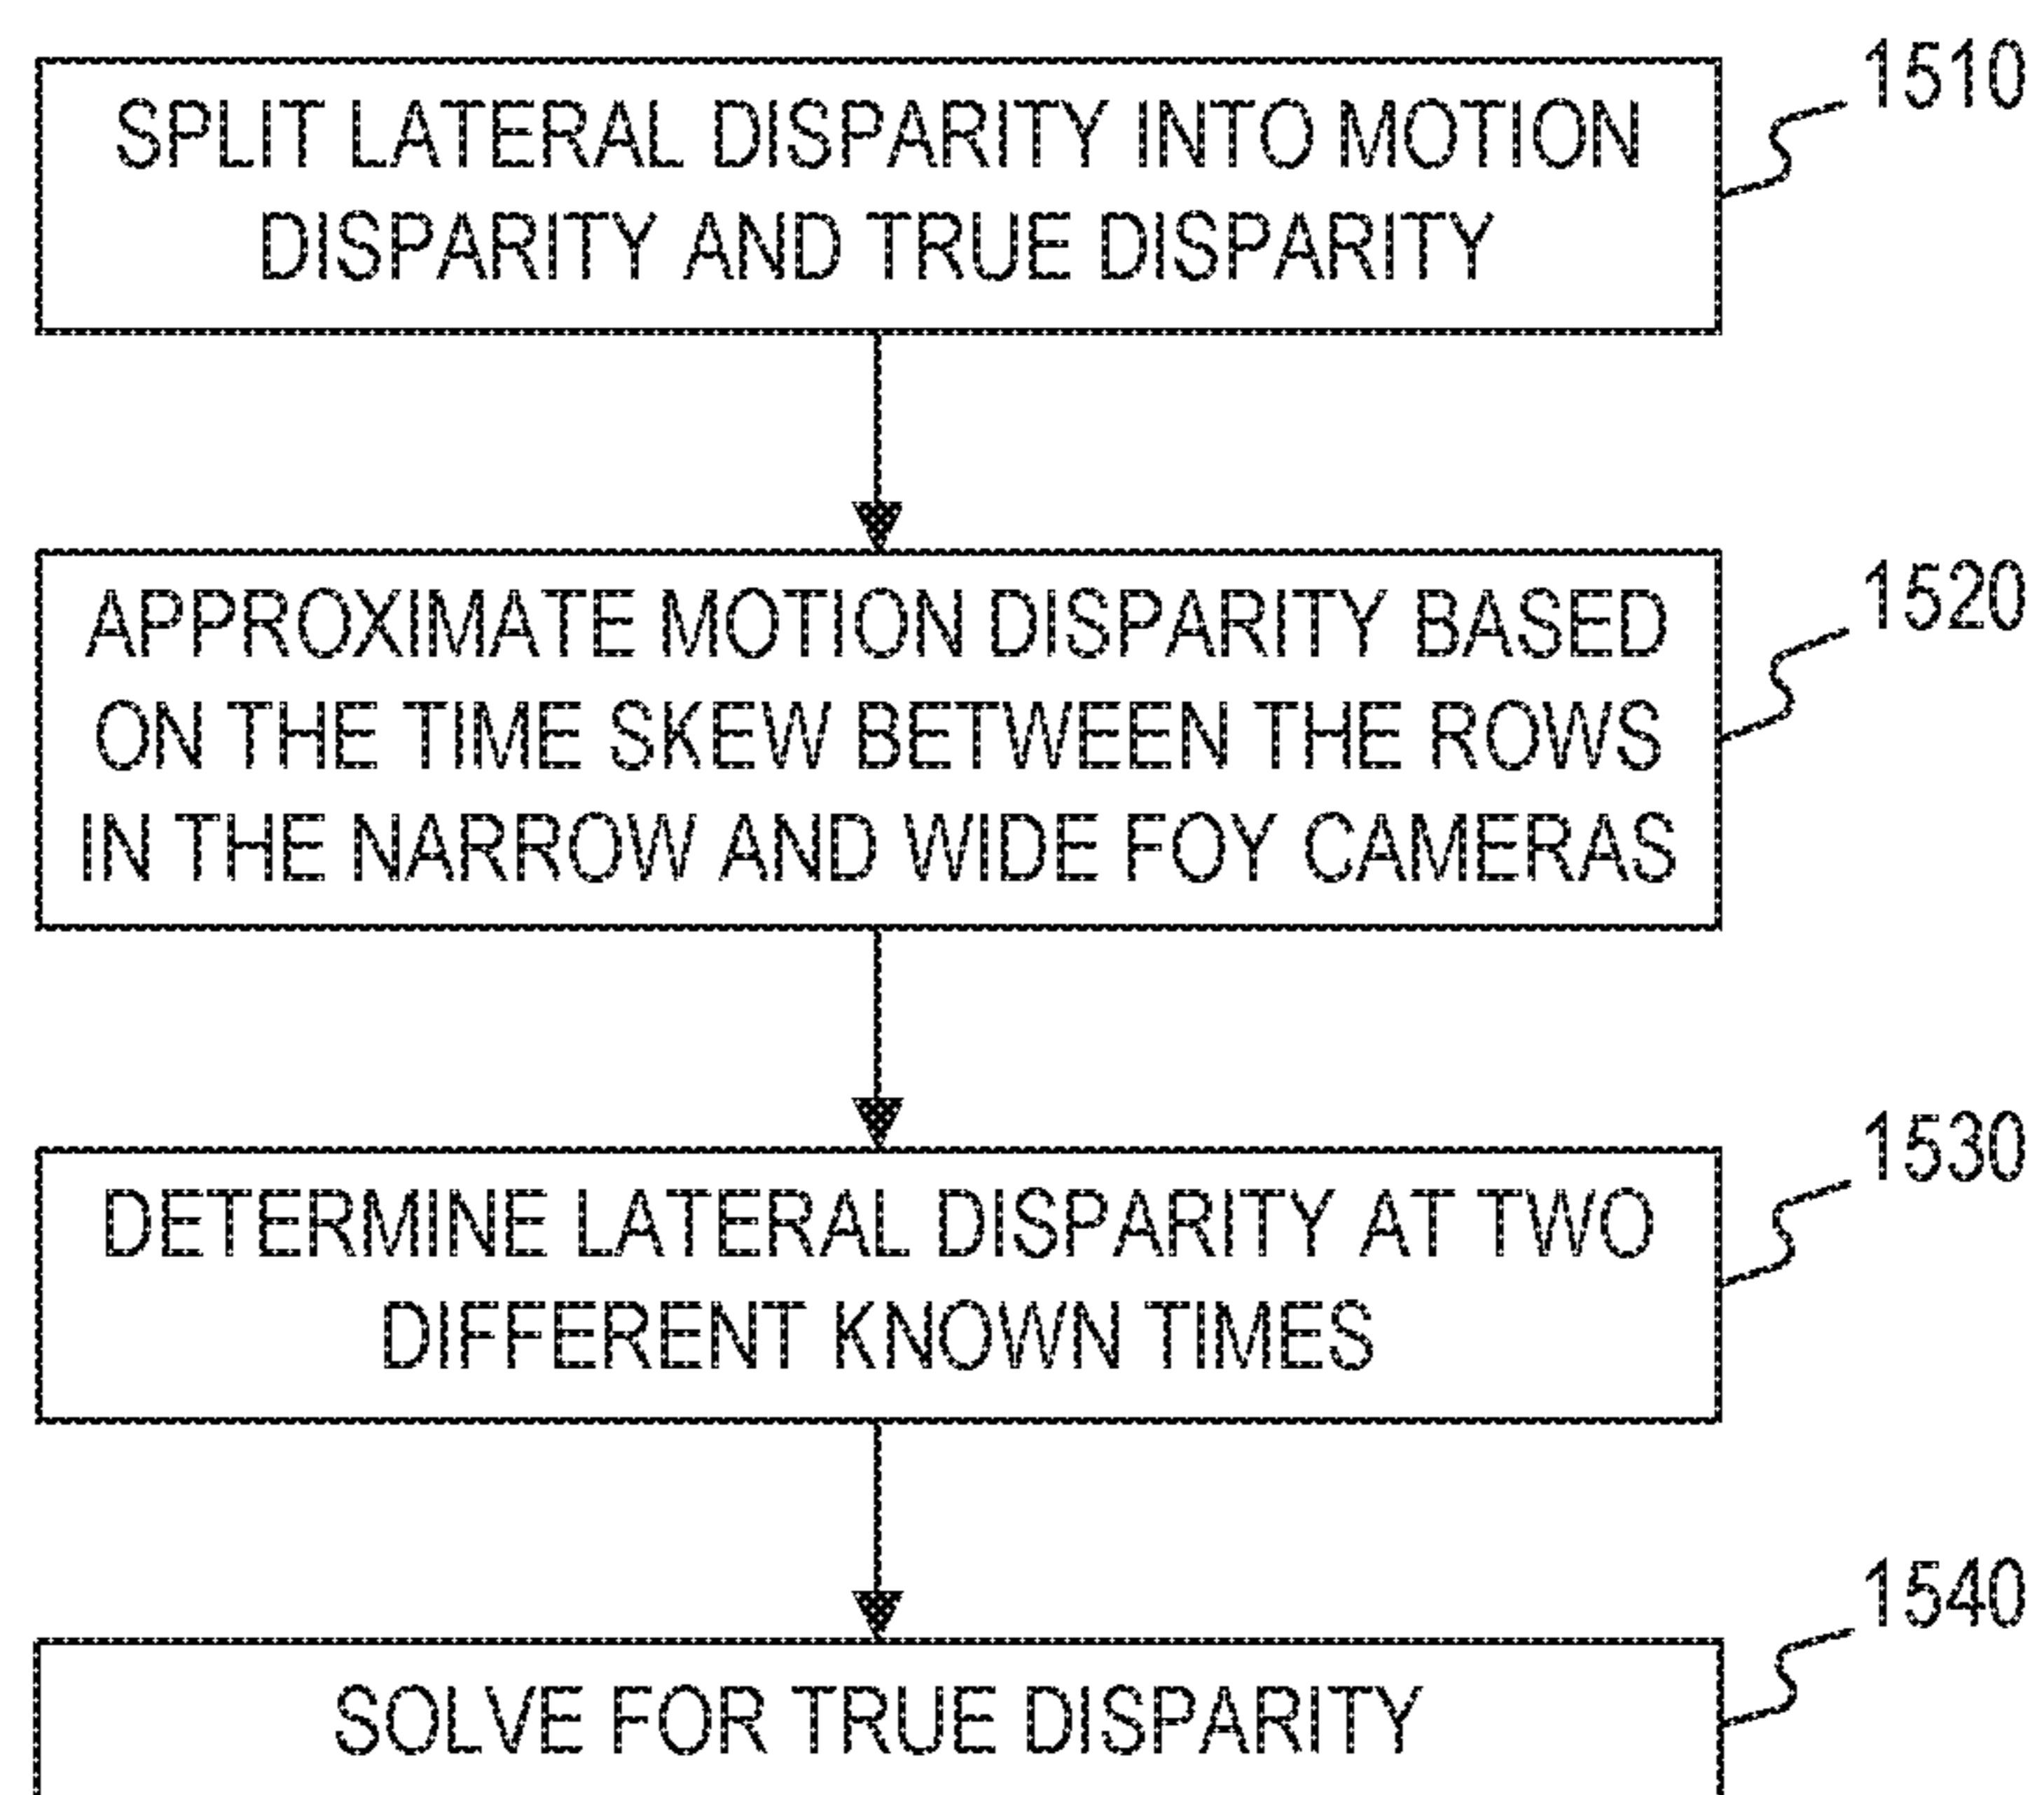 SPLIT LATERAL DISPARITY INTO MOTION
DISPARITY AND TRUE DISPARITY
1510
APPROXIMATE MOTION DISPARITY BASED
ON THE TIME SKEW BETWEEN THE ROWS
IN THE NARROW AND WIDE FOY CAMERAS
1520
DETERMINE LATERAL DISPARITY AT TWO
DIFFERENT KNOWN TIMES
1530
SOLVE FOR TRUE DISPARITY
1540